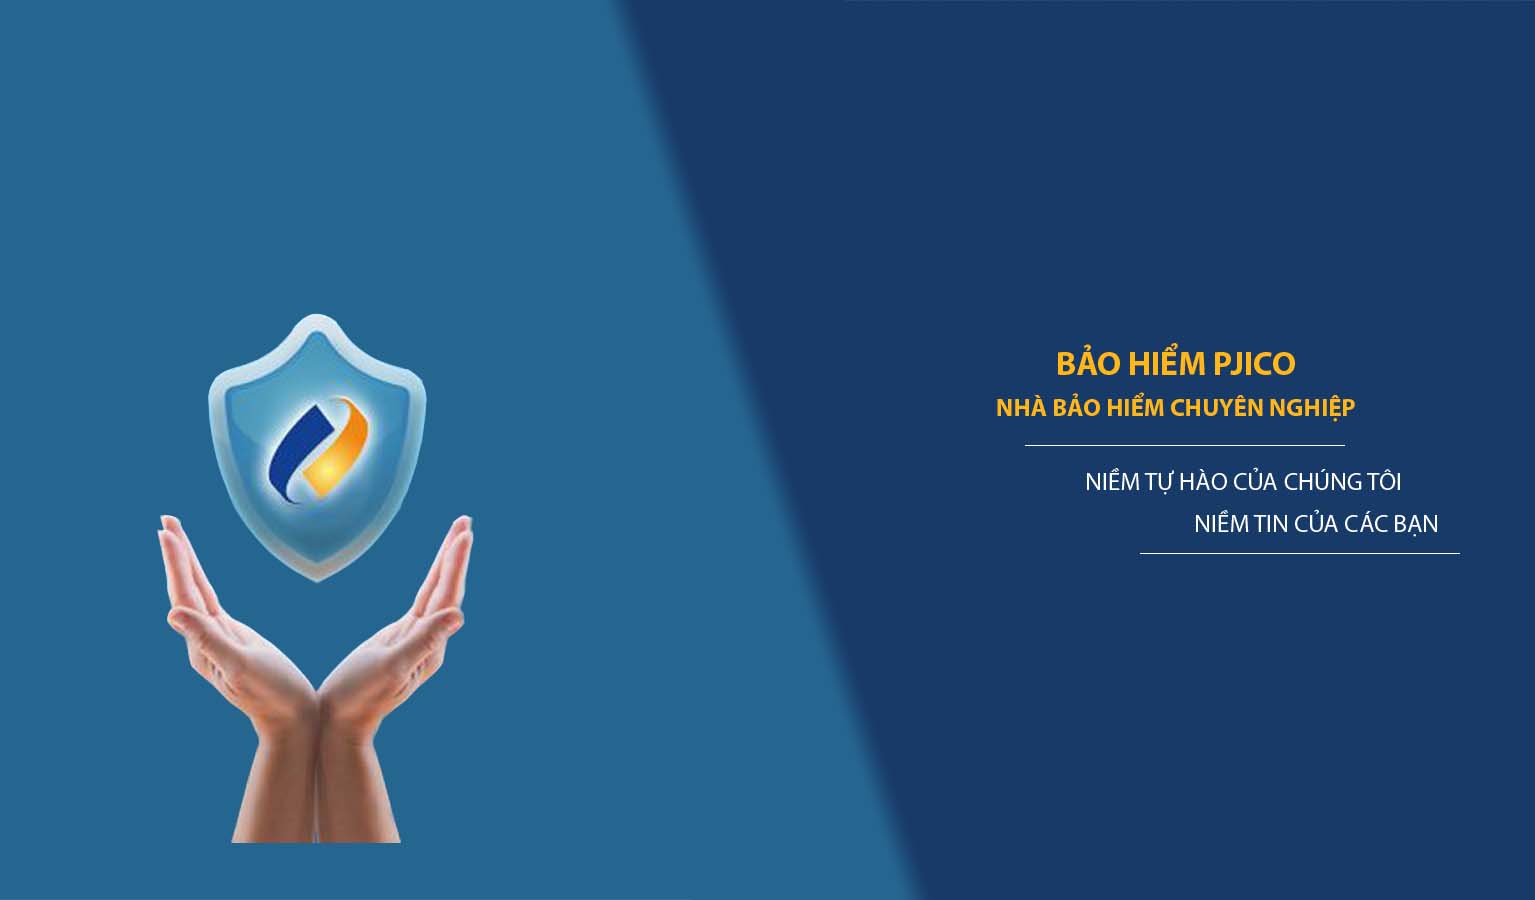 BẢO HIỂM PJICO
NHÀ BẢO HIỂM CHUYÊN NGHIỆP
NIỀM TỰ HÀO CỦA CHÚNG TÔI
NIỀM TIN CỦA CÁC BẠN